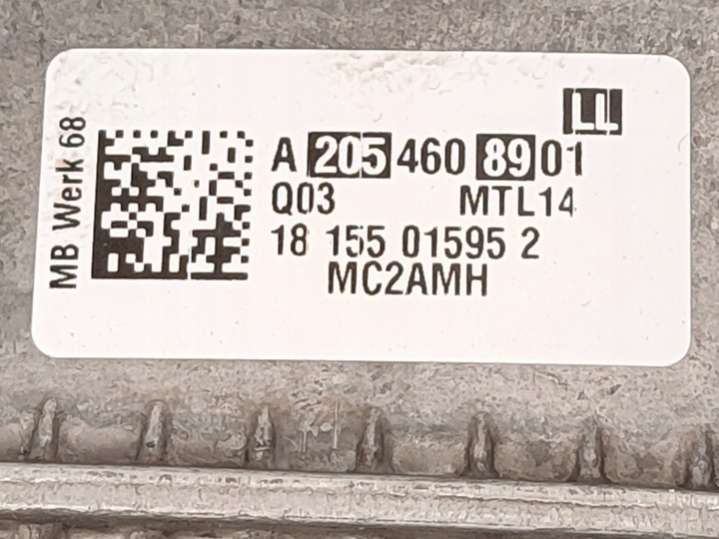 MB Werk 68
LL
A 205 460 89 01
Q03 MTL14
18 155 01595 2
MC2AMH